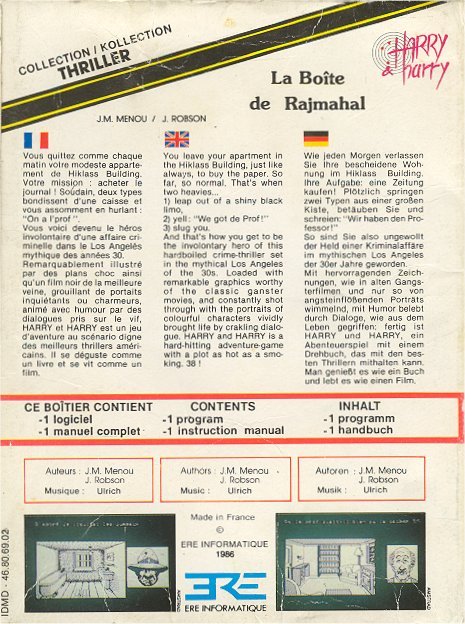 COLLECTION / KOLLECTION
THRILLER
HARRY
& harry
La Boîte
de Rajmahal
J.M. MENOU / J. ROBSON
Vous quittez comme chaque
matin votre modeste apparte-
ment de Hiklass Building.
Votre mission : acheter le
journal ! Soudain, deux types
bondissent d'une caisse et
vous assomment en hurlant :
"On a l'prof ".
Vous voici devenu le héros
involontaire d'une affaire cri-
minelle dans le Los Angelès
mythique des années 30.
Remarquablement illustré
par des plans choc ainsi
qu'un film noir de la meilleure
veine, grouillant de portaits
inquiétants ou charmeurs,
animé avec humour par des
dialogues pris sur le vif,
HARRY et HARRY est un jeu
d'aventure au scénario digne
des meilleurs thrillers améri-
cains. Il se déguste comme
un livre et se vit comme un
film.
You leave your apartment in
the Hiklass Building, just like
always, to buy the paper. So
far, so normal. That's when
two heavies...
1) leap out of a shiny black
limo,
2) yell: "We got de Prof!"
3) slug you.
And that's how you get to be
the involontary hero of this
hardboiled crime-thriller set
in the mythical Los Angeles
of the 30s. Loaded with
remarkable graphics worthy
of the classic ganster
movies, and constantly shot
through with the portraits of
colourful characters vividly
brought life by crakling dialo-
gue. HARRY and HARRY is a
hard-hitting adventure-game
with a plot as hot as a smo-
king. 38 !
Wie jeden Morgen verlassen
Sie Ihre bescheidene Woh-
nung im Hiklass Building.
Ihre Aufgabe: eine Zeitung
kaufen! Plötzlich springen
zwei Typen aus einer großen
Kiste, betäuben Sie und
schreien: "Wir haben den Pro-
fessor!"
So sind Sie also ungewollt
der Held einer Kriminalaffäre
im mythischen Los Angeles
der 30er Jahre geworden.
Mit hervorragenden Zeich-
nungen, wie in alten Gangs-
terfilmen und nur so von
angsteinflößenden Porträts
wimmelnd, mit Humor belebt
durch Dialoge, wie aus dem
Leben gegriffen: fertig ist
HARRY und HARRY, ein
Abenteuerspiel mit einem
Drehbuch, das mit den bes-
ten Thrillern mithalten kann.
Man genießt es wie ein Buch
und lebt es wie einen Film.
CE BOÎTIER CONTIENT
-1 logiciel
-1 manuel complet
CONTENTS
-1 program
-1 instruction manual
INHALT
-1 programm
-1 handbuch
Auteurs : J.M. Menou
J. Robson
Musique : Ulrich
Authors : J.M. Menou
J. Robson
Music : Ulrich
Autoren : J.M. Menou
J. Robson
Musik : Ulrich
Made in France
©
ERE INFORMATIQUE
1986
ERE
ERE INFORMATIQUE
AMSTRAD
AMSTRAD
IDMD - 46.80.69.02